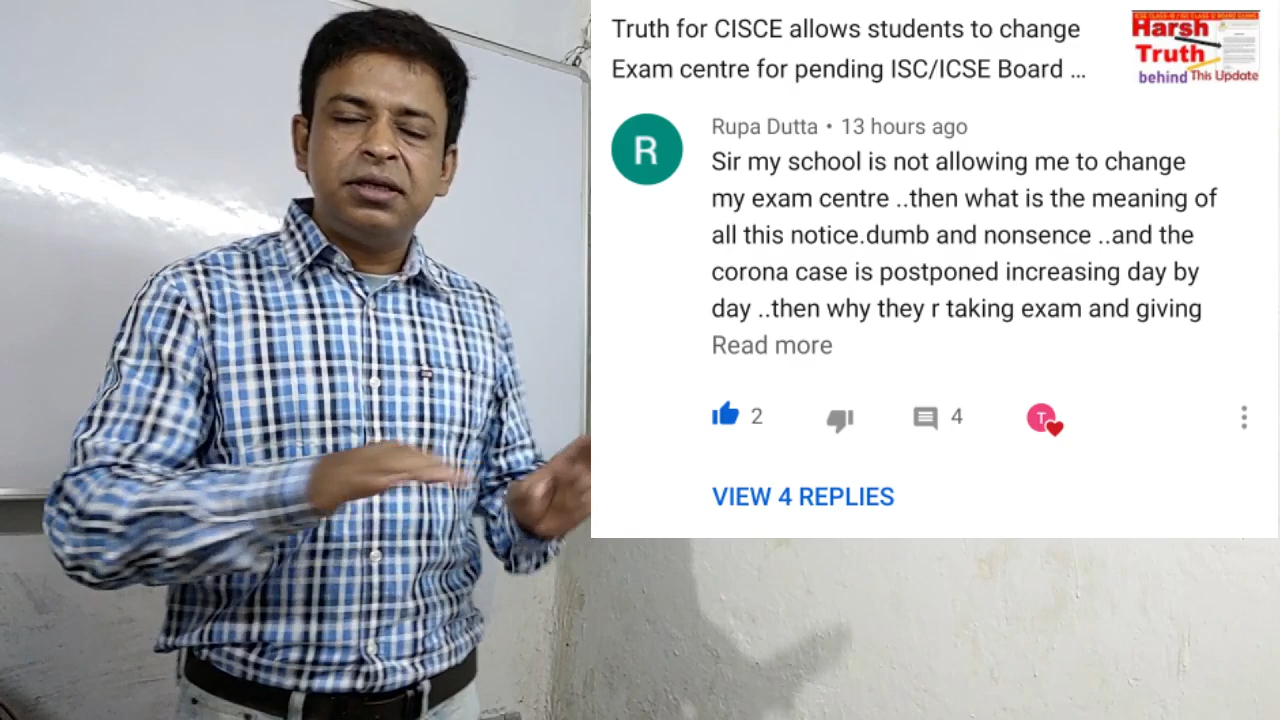 Truth for CISCE allows students to change
Exam centre for pending ISC/ICSE Board ...
Harsh
Truth
behind This Update
R
Rupa Dutta • 13 hours ago
Sir my school is not allowing me to change
my exam centre ..then what is the meaning of
all this notice.dumb and nonsence ..and the
corona case is postponed increasing day by
day ..then why they r taking exam and giving
Read more
2
4
T
VIEW 4 REPLIES